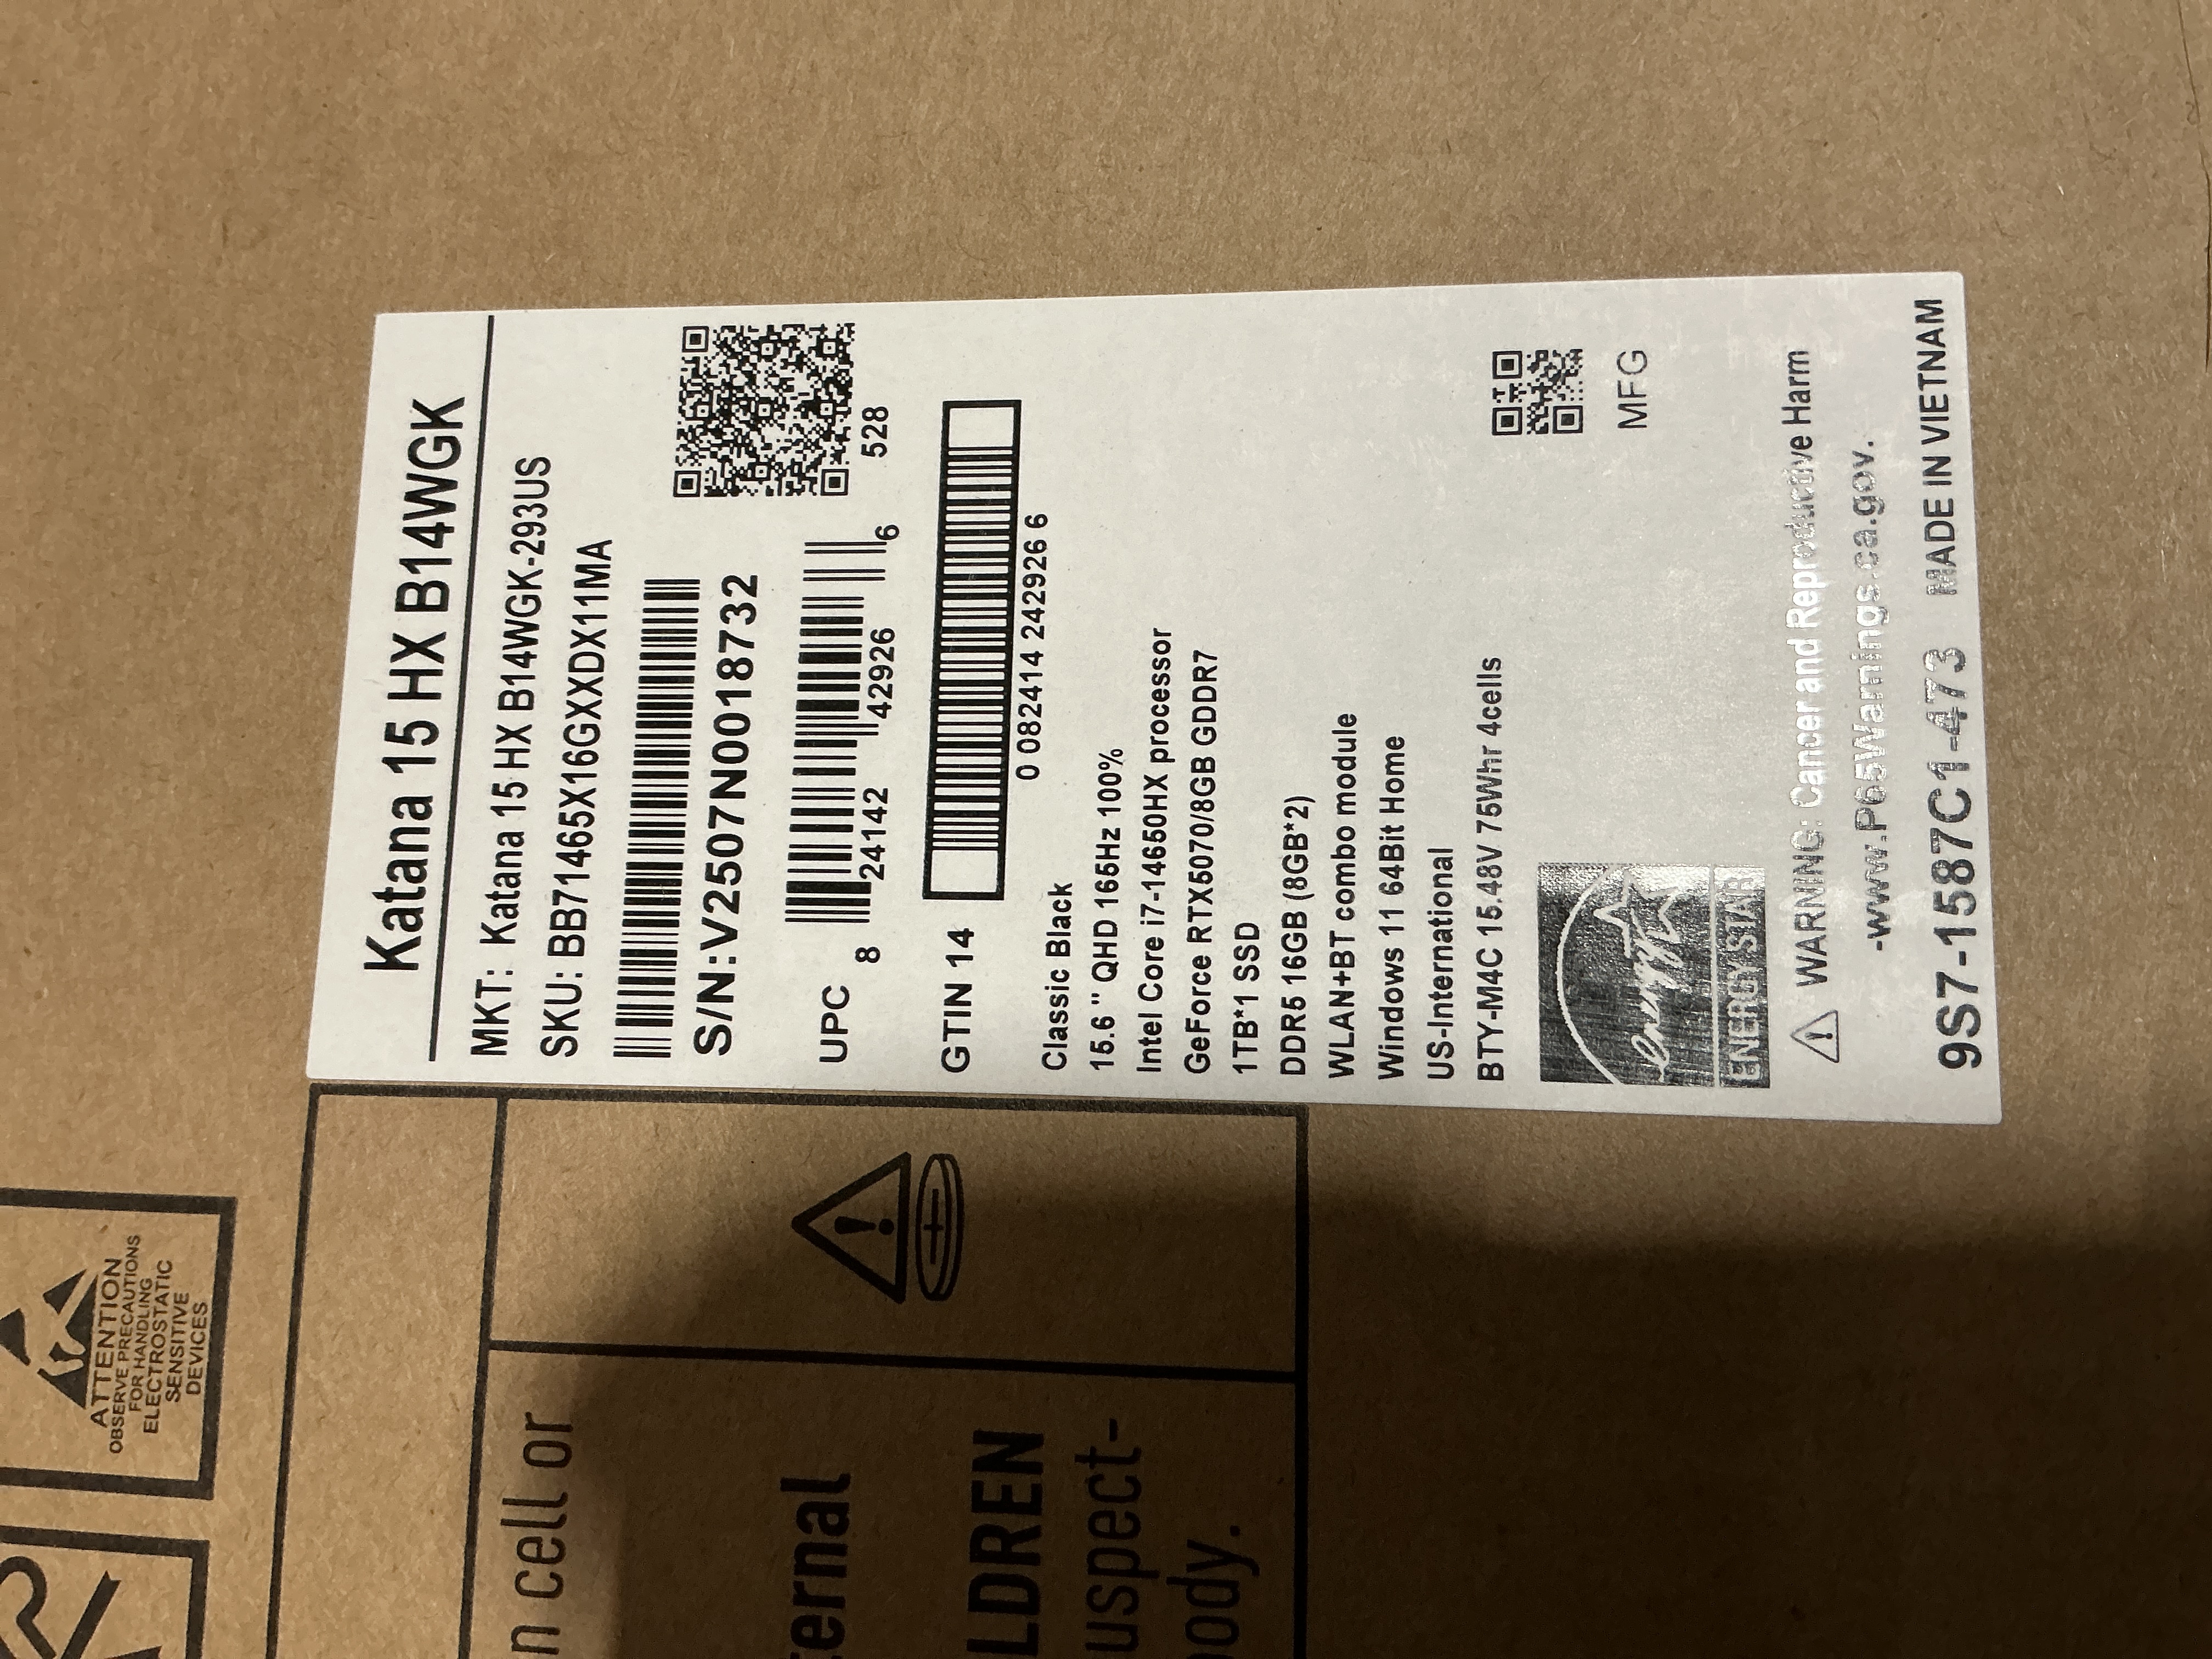 Katana 15 HX B14WGK
MKT: Katana 15 HX B14WGK-293US
SKU: BB71465X16GXXDX11MA
S/N:V2507N0018732
UPC
8 24142 42926 6
528
GTIN 14
0 082414 242926 6
Classic Black
15.6 " QHD 165Hz 100%
Intel Core i7-14650HX processor
GeForce RTX5070/8GB GDDR7
1TB*1 SSD
DDR5 16GB (8GB*2)
WLAN+BT combo module
Windows 11 64Bit Home
US-International
BTY-M4C 15.48V 75Whr 4cells
MFG
energy
ENERGY STAR
WARNING: Cancer and Reproductive Harm
-www.P65Warnings.ca.gov.
9S7-1587C1-473 MADE IN VIETNAM
ATTENTION
OBSERVE PRECAUTIONS
FOR HANDLING
ELECTROSTATIC
SENSITIVE
DEVICES
n cell or
ternal
LDREN
uspect-
body.